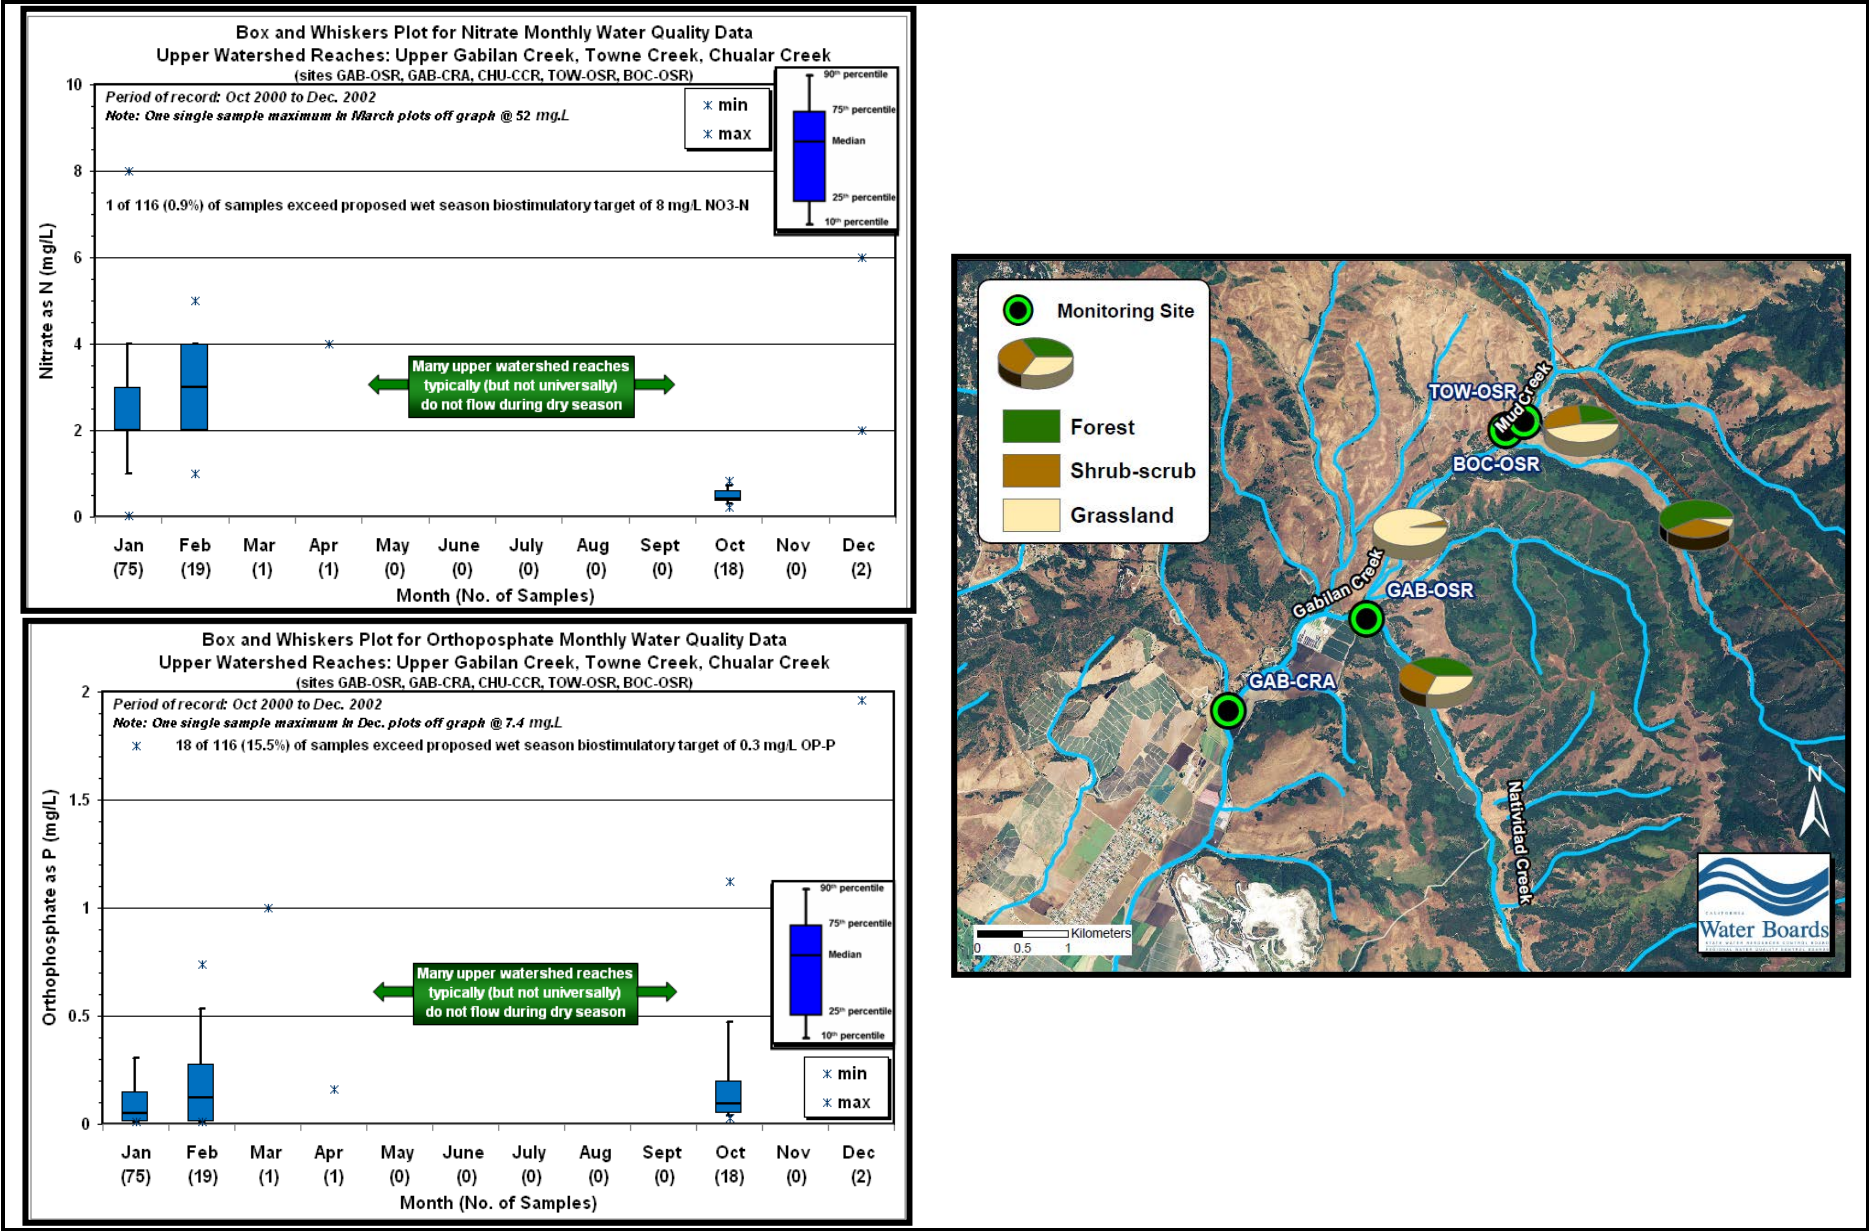 Box and Whiskers Plot for Nitrate Monthly Water Quality Data
Upper Watershed Reaches: Upper Gabilan Creek, Towne Creek, Chualar Creek
(sites GAB-OSR, GAB-CRA, CHU-CCR, TOW-OSR, BOC-OSR)
Period of record: Oct 2000 to Dec. 2002
Note: One single sample maximum in March plots off graph @ 52 mg.L
min
max
90th percentile
75th percentile
Median
25th percentile
10th percentile
1 of 116 (0.9%) of samples exceed proposed wet season biostimulatory target of 8 mg/L NO3-N
Many upper watershed reaches
typically (but not universally)
do not flow during dry season
Nitrate as N (mg/L)
10
8
6
4
2
0
Jan Feb Mar Apr May June July Aug Sept Oct Nov Dec
(75) (19) (1) (1) (0) (0) (0) (0) (0) (18) (0) (2)
Month (No. of Samples)
Box and Whiskers Plot for Orthoposphate Monthly Water Quality Data
Upper Watershed Reaches: Upper Gabilan Creek, Towne Creek, Chualar Creek
(sites GAB-OSR, GAB-CRA, CHU-CCR, TOW-OSR, BOC-OSR)
Period of record: Oct 2000 to Dec. 2002
Note: One single sample maximum in Dec. plots off graph @ 7.4 mg.L
18 of 116 (15.5%) of samples exceed proposed wet season biostimulatory target of 0.3 mg/L OP-P
90th percentile
75th percentile
Median
25th percentile
10th percentile
min
max
Many upper watershed reaches
typically (but not universally)
do not flow during dry season
Orthophosphate as P (mg/L)
2
1.5
1
0.5
0
Jan Feb Mar Apr May June July Aug Sept Oct Nov Dec
(75) (19) (1) (1) (0) (0) (0) (0) (0) (18) (0) (2)
Month (No. of Samples)
Monitoring Site
Forest
Shrub-scrub
Grassland
TOW-OSR
Mud Creek
BOC-OSR
Gabilan Creek
GAB-OSR
GAB-CRA
Natividad Creek
N
Kilometers
0 0.5 1
CALIFORNIA
Water Boards
STATE WATER RESOURCES CONTROL BOARD
REGIONAL WATER QUALITY CONTROL BOARDS